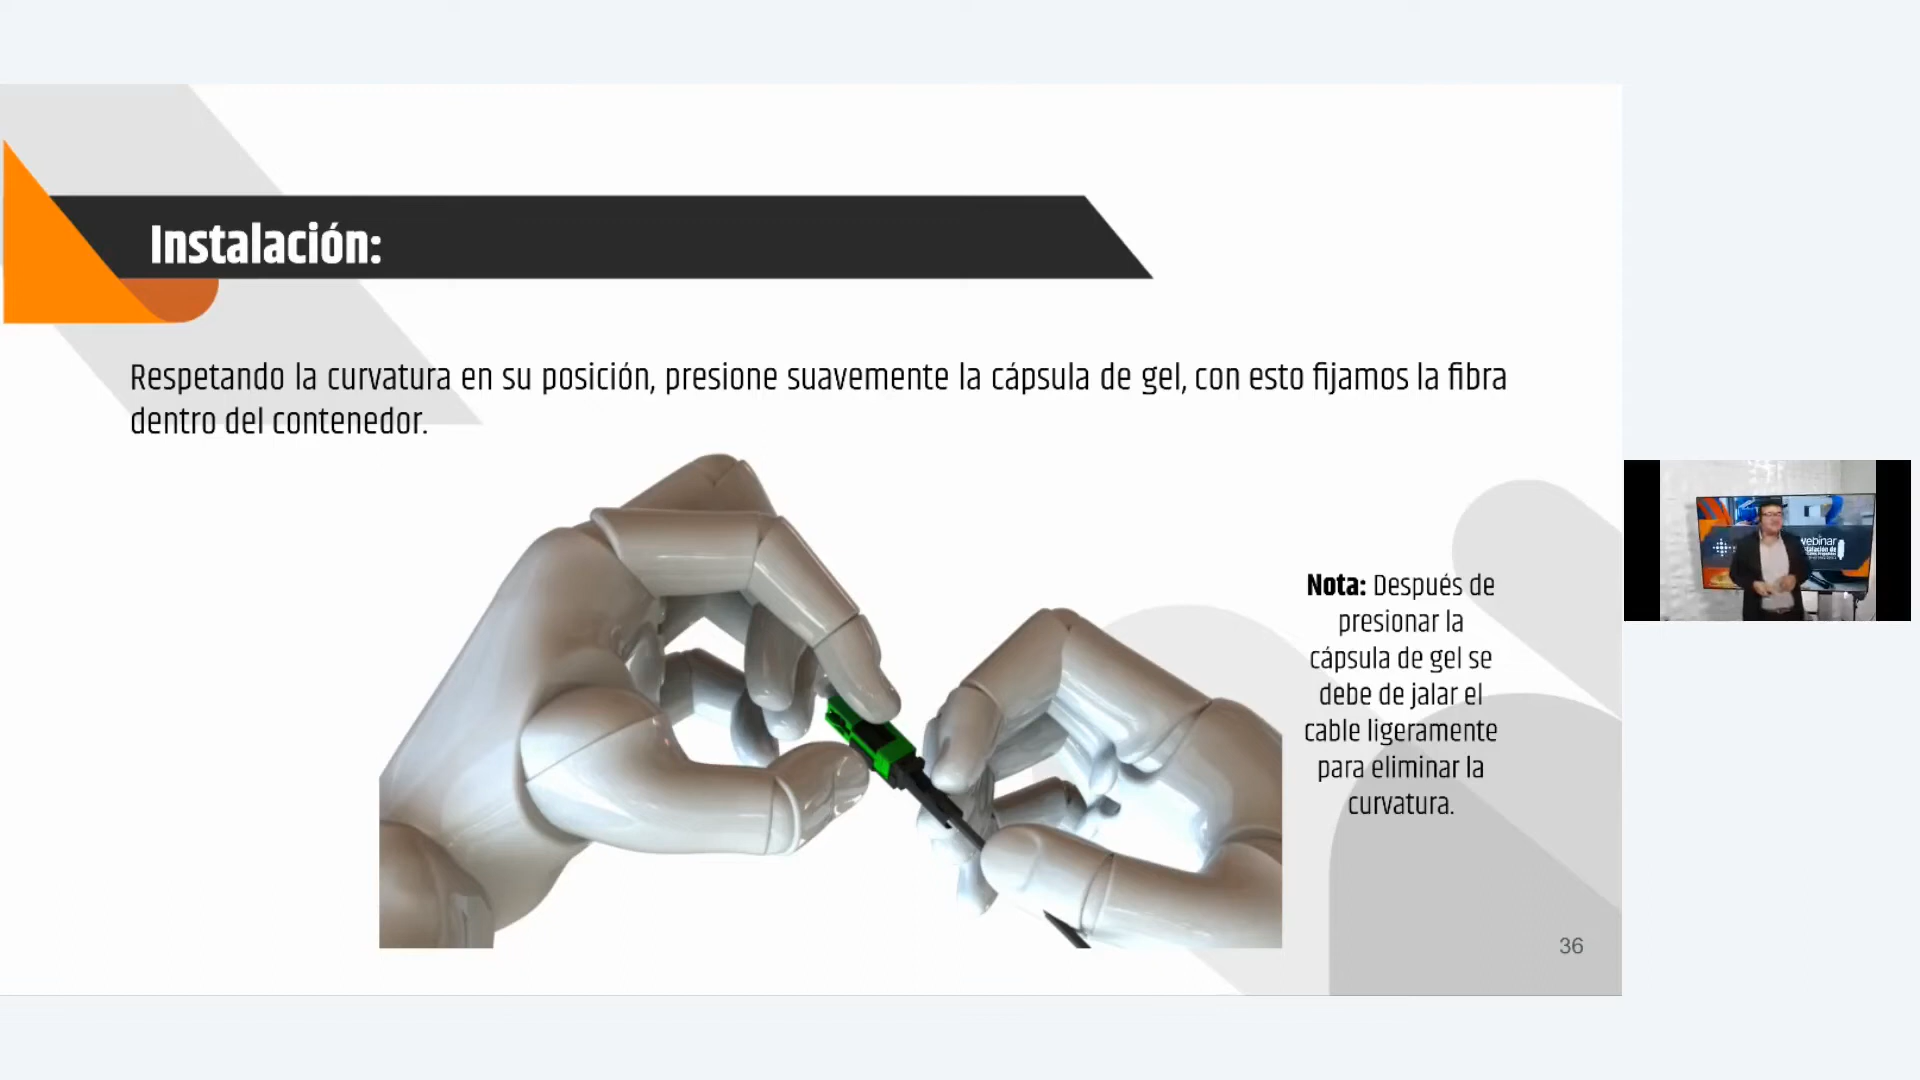 Instalación:
Respetando la curvatura en su posición, presione suavemente la cápsula de gel, con esto fijamos la fibra
dentro del contenedor.
Nota: Después de
presionar la
cápsula de gel se
debe de jalar el
cable ligeramente
para eliminar la
curvatura.
webinar
36